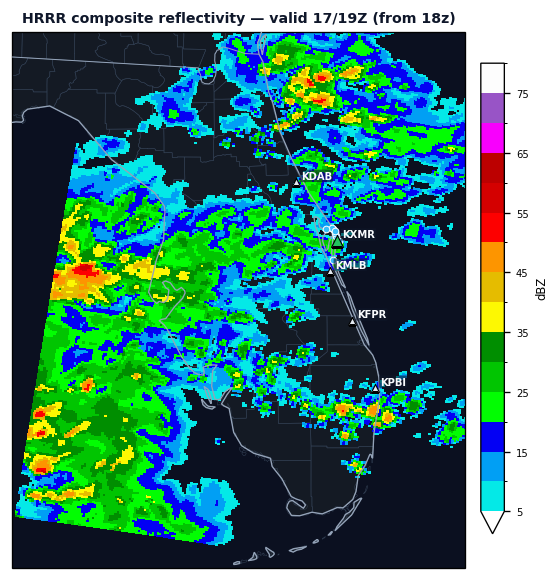 HRRR composite reflectivity — valid 17/19Z (from 18z)
KDAB
KXMR
KMLB
KFPR
KPBI
75
65
55
45
35
25
15
5
dBZ